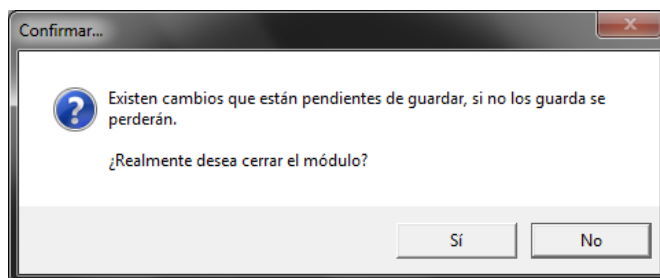 Confirmar...
Existen cambios que están pendientes de guardar, si no los guarda se
perderán.
¿Realmente desea cerrar el módulo?
Sí
No